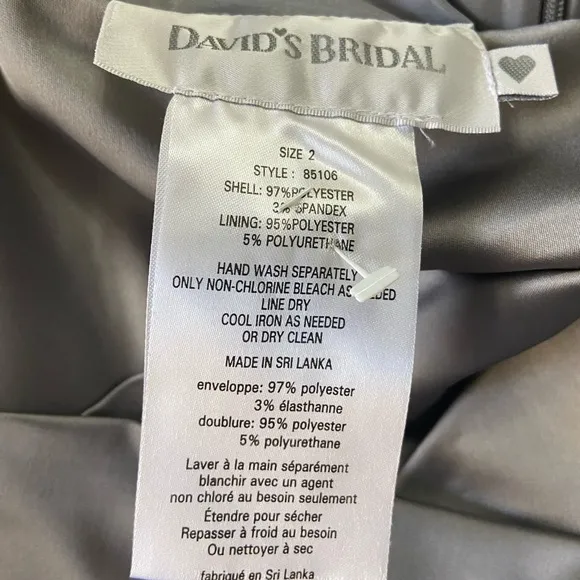 DAVID'S BRIDAL
SIZE 2
STYLE : 85106
SHELL: 97%POLYESTER
3% SPANDEX
LINING: 95%POLYESTER
5% POLYURETHANE
HAND WASH SEPARATELY
ONLY NON-CHLORINE BLEACH AS NEEDED
LINE DRY
COOL IRON AS NEEDED
OR DRY CLEAN
MADE IN SRI LANKA
enveloppe: 97% polyester
3% élasthanne
doublure: 95% polyester
5% polyurethane
Laver à la main séparément
blanchir avec un agent
non chloré au besoin seulement
Étendre pour sécher
Repasser à froid au besoin
Ou nettoyer à sec
fabriqué en Sri Lanka